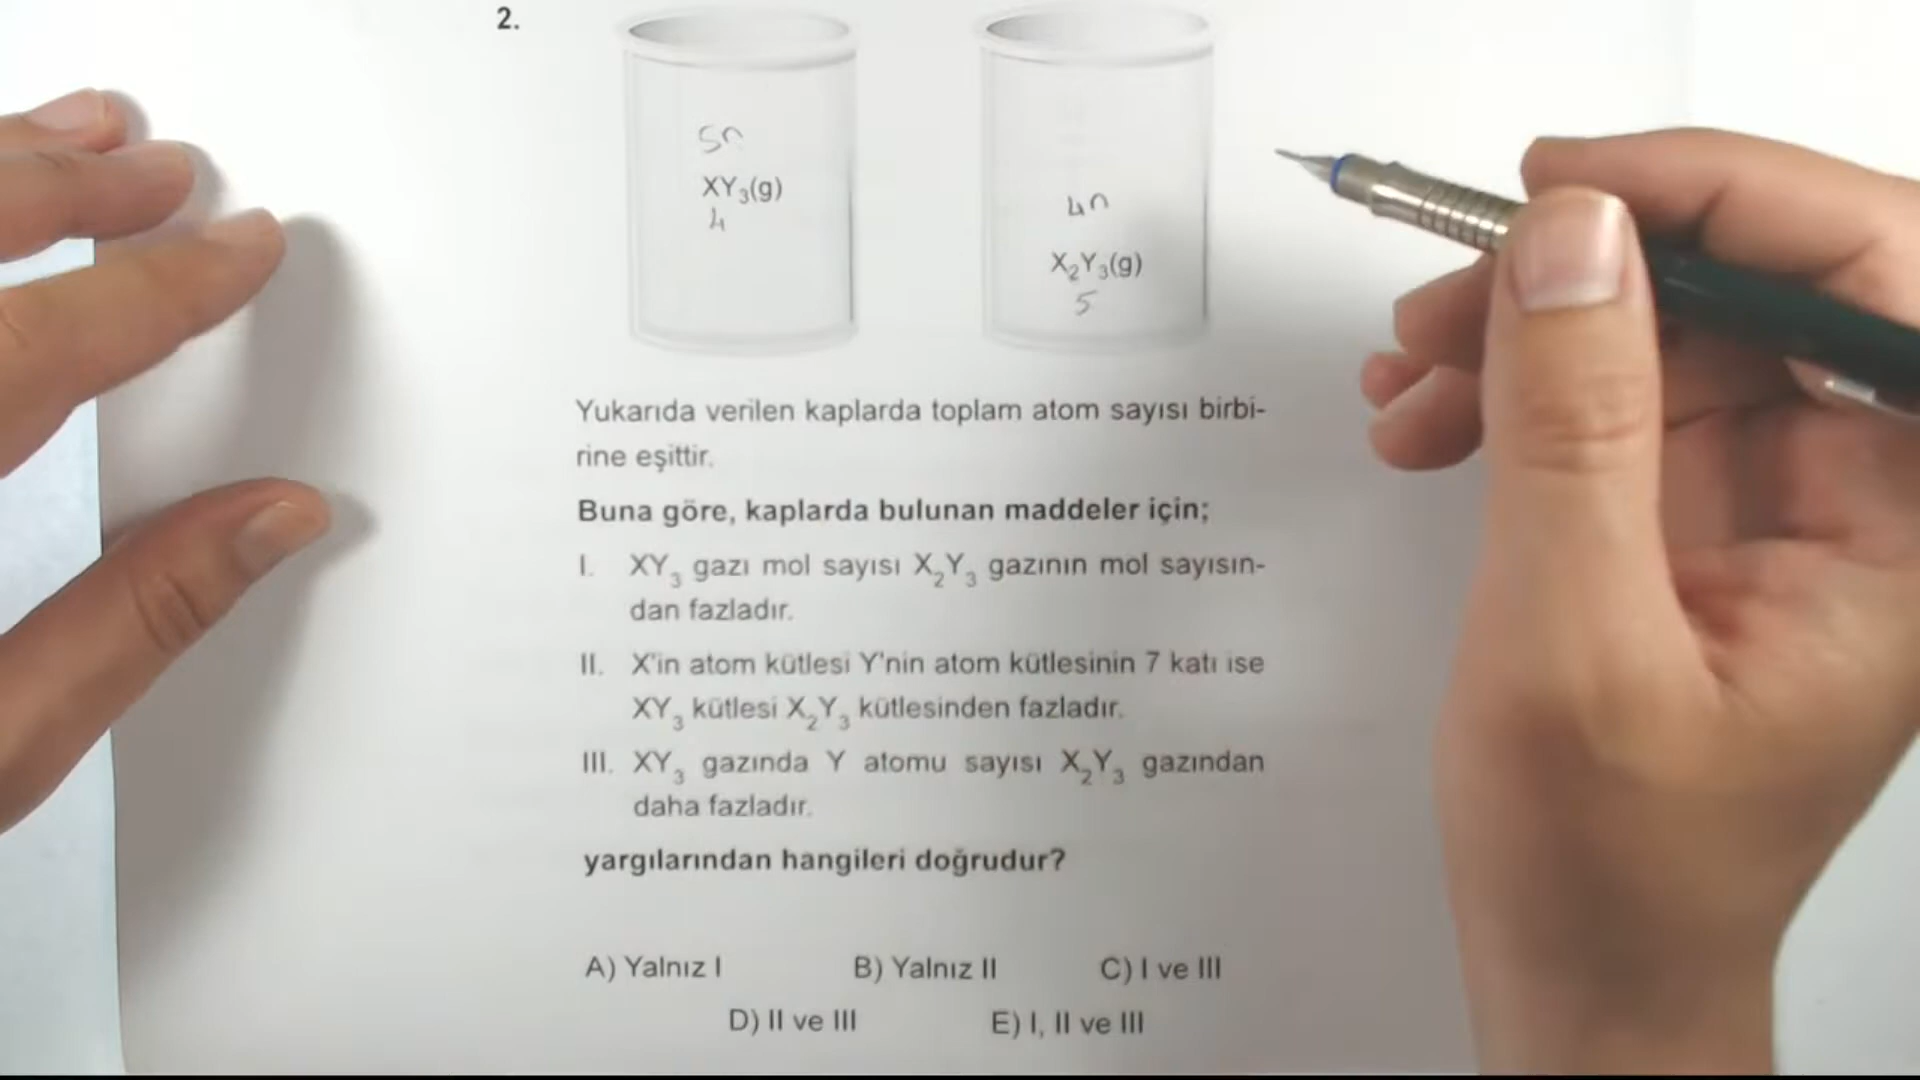 2.
5n
XY₃(g)
4
4n
X₂Y₃(g)
5
Yukarıda verilen kaplarda toplam atom sayısı birbi-
rine eşittir.
Buna göre, kaplarda bulunan maddeler için;
I. XY₃ gazı mol sayısı X₂Y₃ gazının mol sayısın-
dan fazladır.
II. X'in atom kütlesi Y'nin atom kütlesinin 7 katı ise
XY₃ kütlesi X₂Y₃ kütlesinden fazladır.
III. XY₃ gazında Y atomu sayısı X₂Y₃ gazından
daha fazladır.
yargılarından hangileri doğrudur?
A) Yalnız I B) Yalnız II C) I ve III
D) II ve III E) I, II ve III